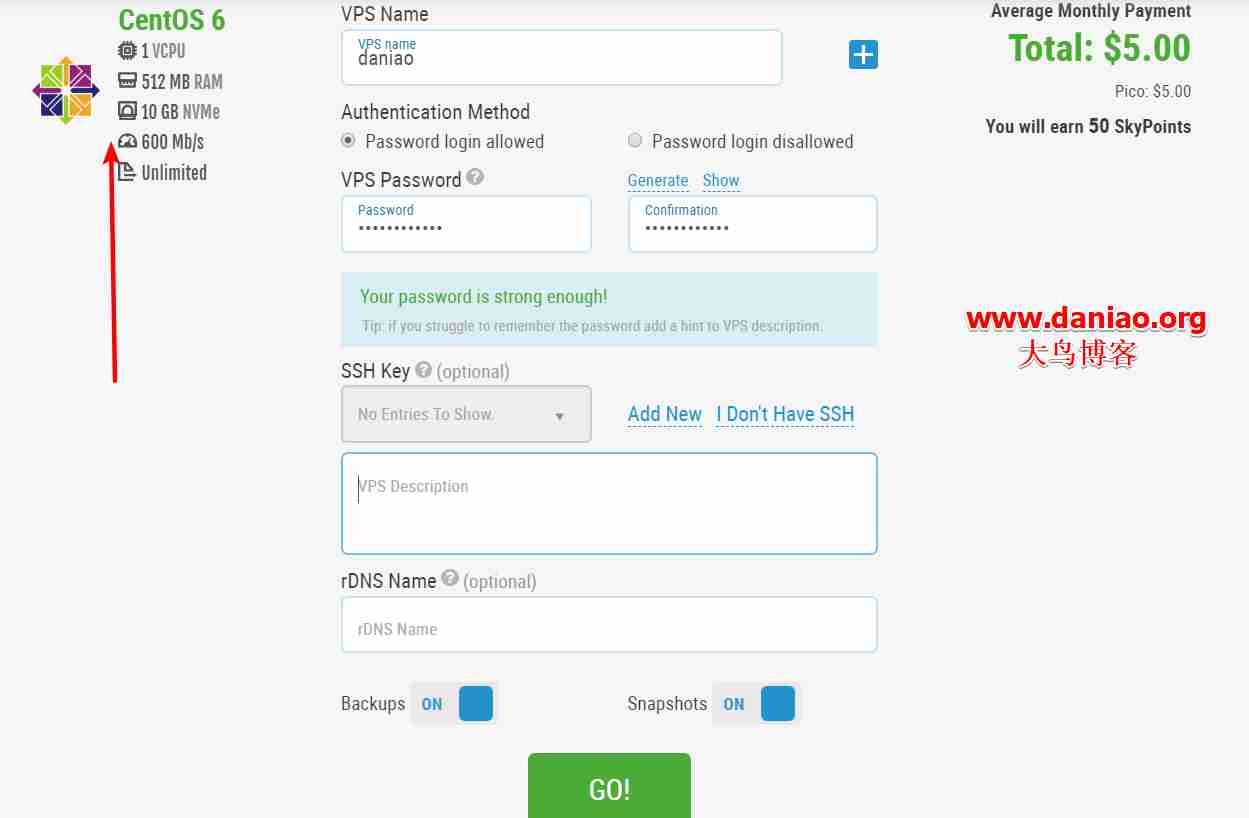 CentOS 6
1 VCPU
512 MB RAM
10 GB NVMe
600 Mb/s
Unlimited
VPS Name
VPS name
daniao
Authentication Method
Password login allowed
Password login disallowed
VPS Password
Generate Show
Password
Confirmation
Your password is strong enough!
Tip: if you struggle to remember the password add a hint to VPS description.
SSH Key (optional)
No Entries To Show.
Add New I Don't Have SSH
VPS Description
rDNS Name (optional)
rDNS Name
Backups ON
Snapshots ON
GO!
Average Monthly Payment
Total: $5.00
Pico: $5.00
You will earn 50 SkyPoints
www.daniao.org
大鸟博客